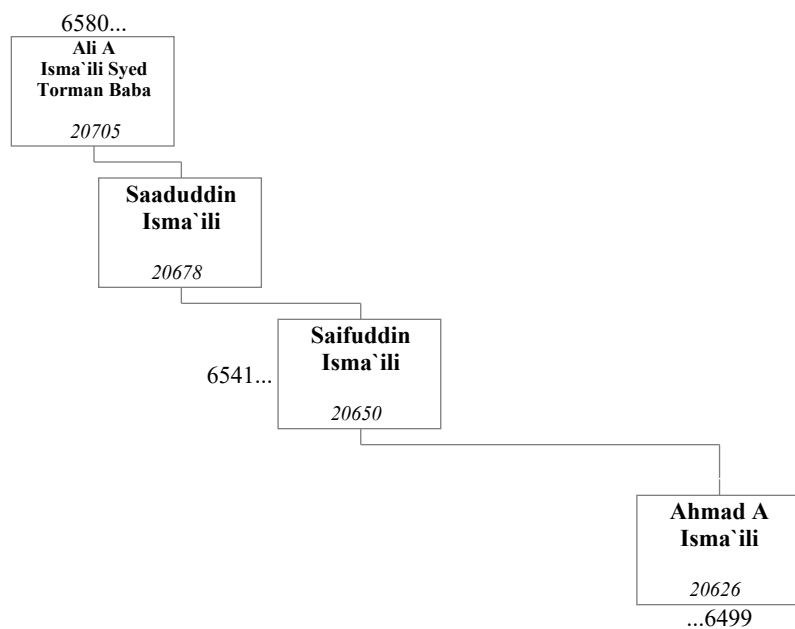 6580...
Ali A
Isma`ili Syed
Torman Baba
20705
Saaduddin
Isma`ili
20678
Saifuddin
Isma`ili
6541...
20650
Ahmad A
Isma`ili
20626
...6499